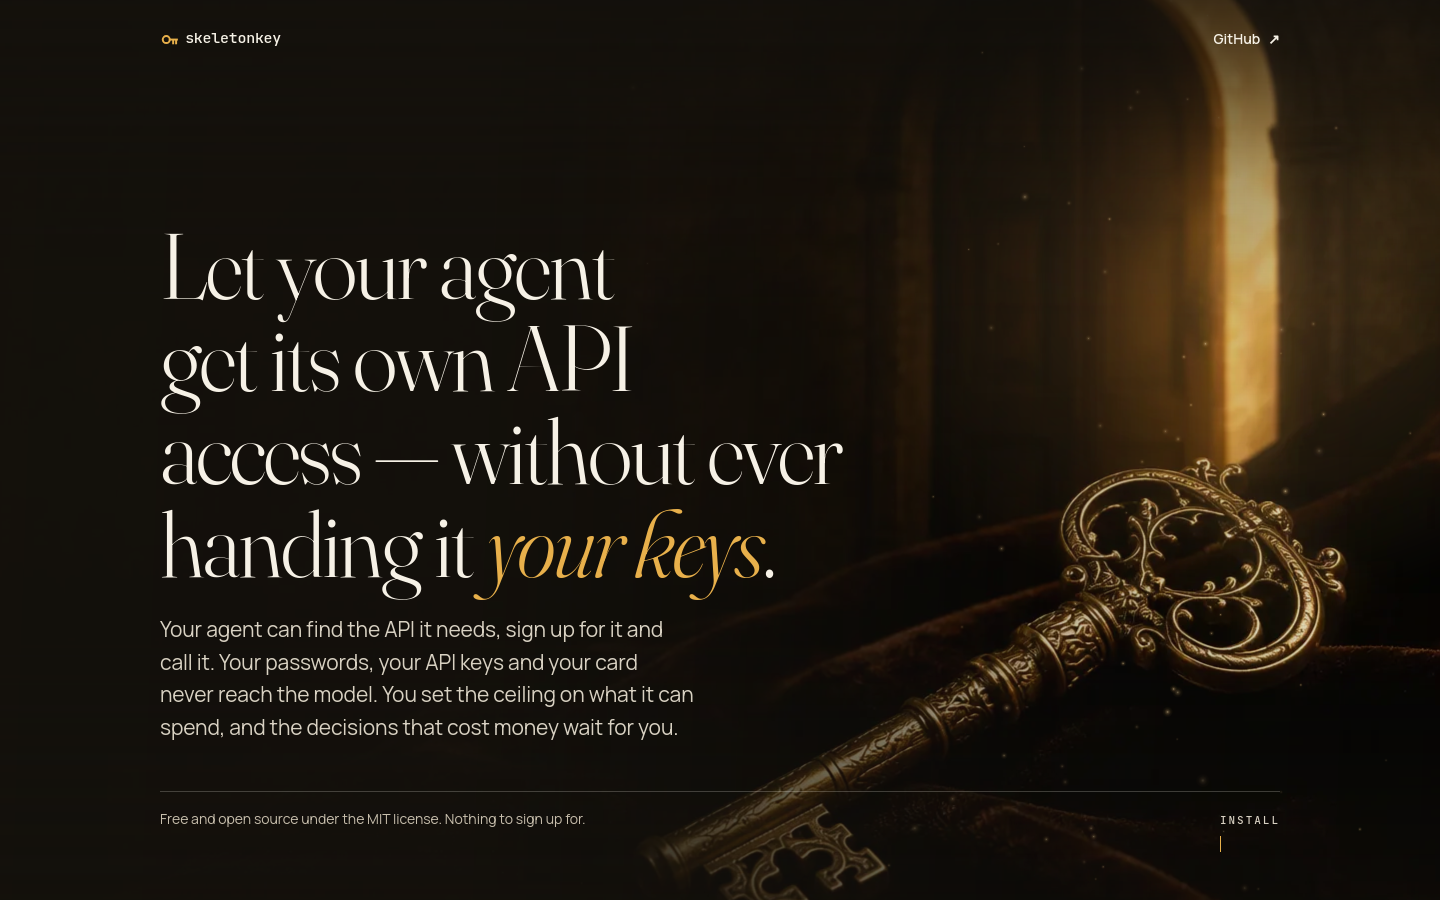 skeletonkey
GitHub ↗
Let your agent
get its own API
access — without ever
handing it your keys.
Your agent can find the API it needs, sign up for it and
call it. Your passwords, your API keys and your card
never reach the model. You set the ceiling on what it can
spend, and the decisions that cost money wait for you.
Free and open source under the MIT license. Nothing to sign up for.
INSTALL